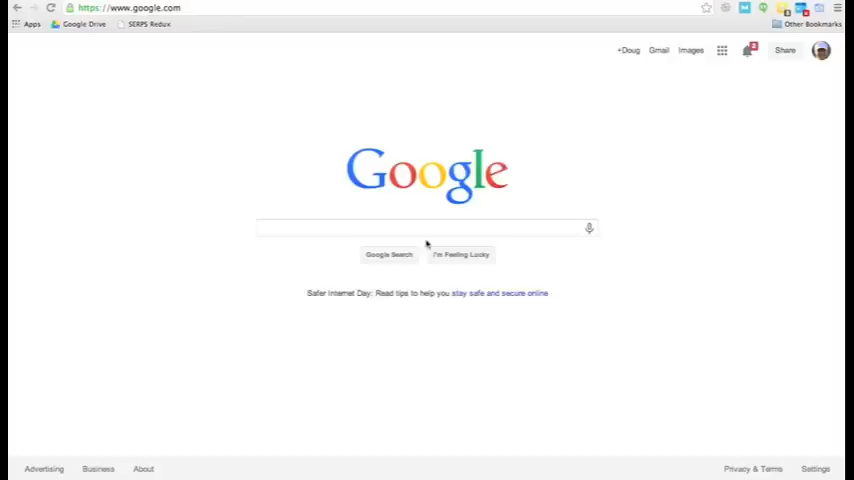 https://www.google.com
Apps Google Drive SERPS Redux Other Bookmarks
+Doug Gmail Images 3 Share
Google
Google Search I'm Feeling Lucky
Safer Internet Day: Read tips to help you stay safe and secure online
Advertising Business About Privacy & Terms Settings